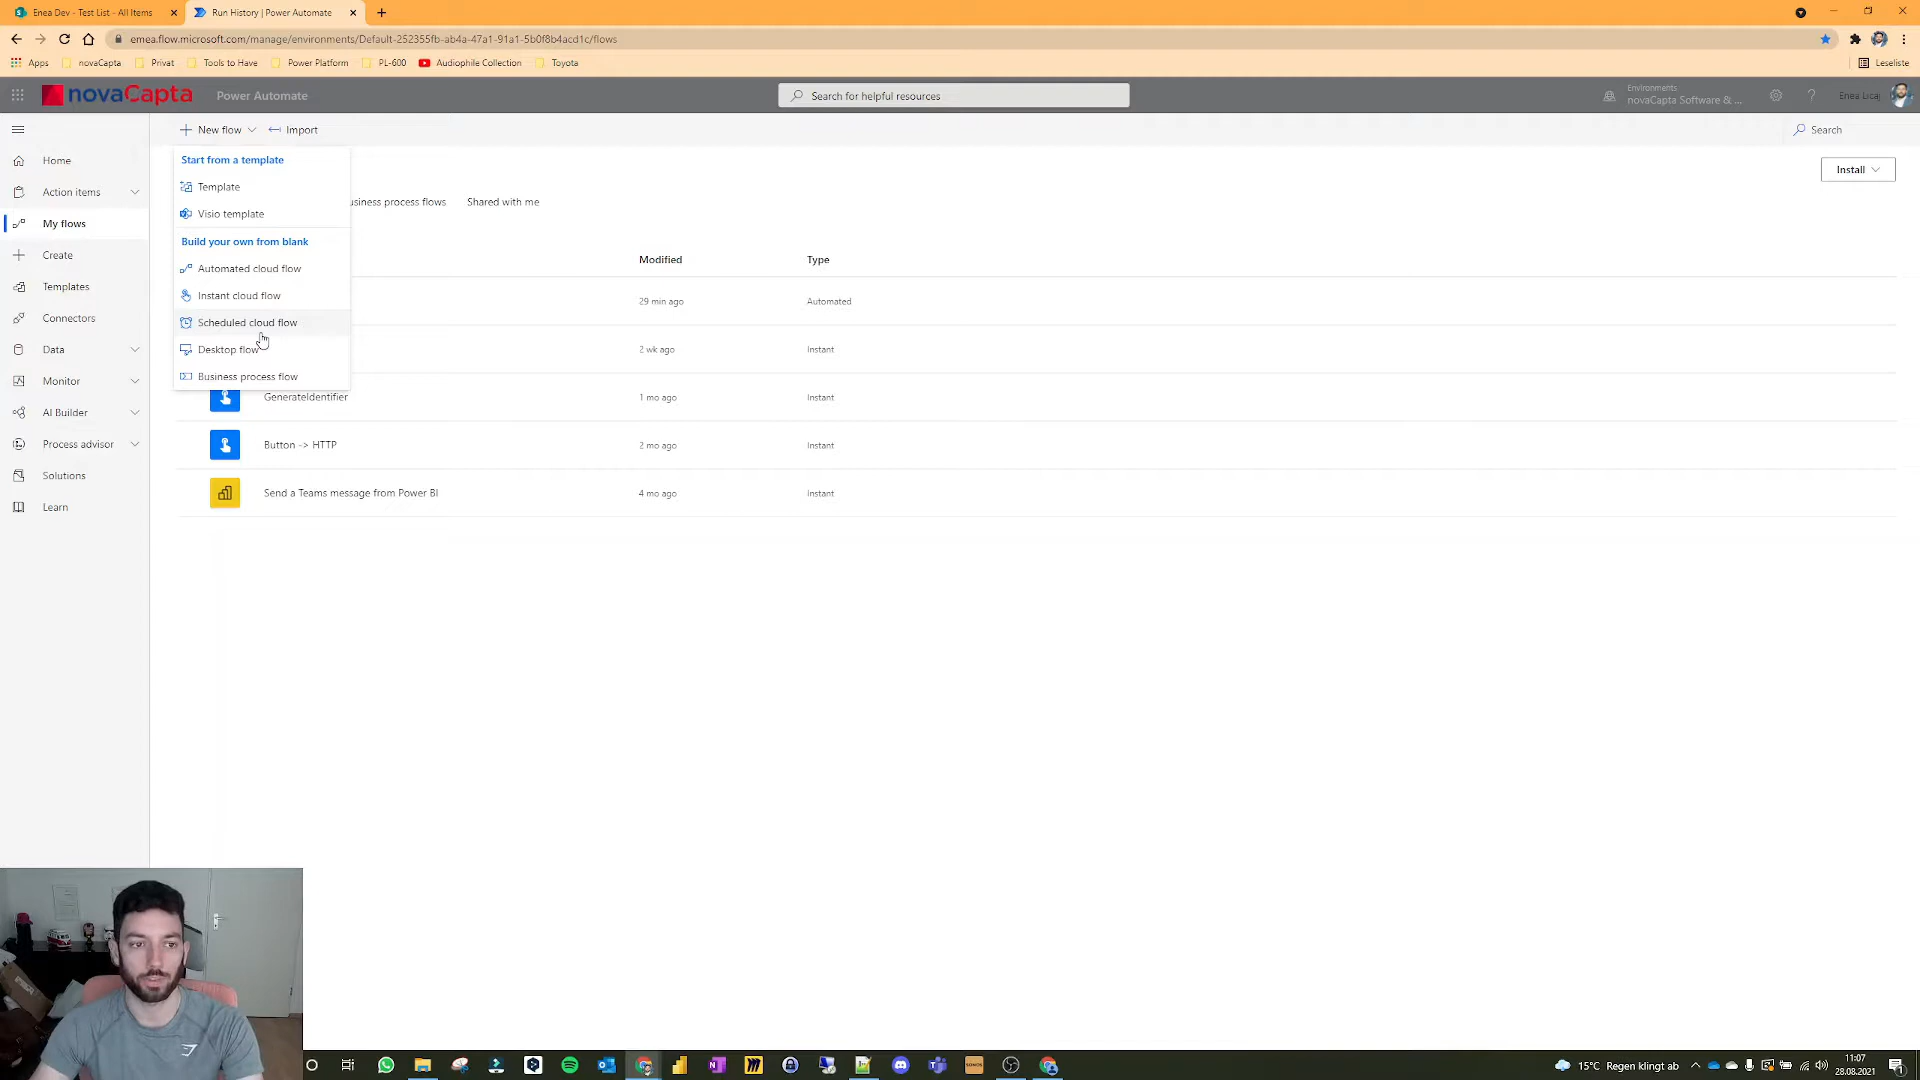 Enea Dev - Test List - All Items
Run History | Power Automate
emea.flow.microsoft.com/manage/environments/Default-252355fb-ab4a-47a1-91a1-5b0f8b4acd1c/flows
Apps
novaCapta
Privat
Tools to Have
Power Platform
PL-600
Audiophile Collection
Toyota
Leseliste
novaCapta
Power Automate
Search for helpful resources
Environments
novaCapta Software & ...
?
Enea Licaj
New flow
Import
Search
Home
Action items
My flows
Create
Templates
Connectors
Data
Monitor
AI Builder
Process advisor
Solutions
Learn
Start from a template
Template
Visio template
Build your own from blank
Automated cloud flow
Instant cloud flow
Scheduled cloud flow
Desktop flow
Business process flow
Install
usiness process flows
Shared with me
Modified
Type
29 min ago
Automated
2 wk ago
Instant
GenerateIdentifier
1 mo ago
Instant
Button -> HTTP
2 mo ago
Instant
Send a Teams message from Power BI
4 mo ago
Instant
15°C Regen klingt ab
11:07
28.08.2021